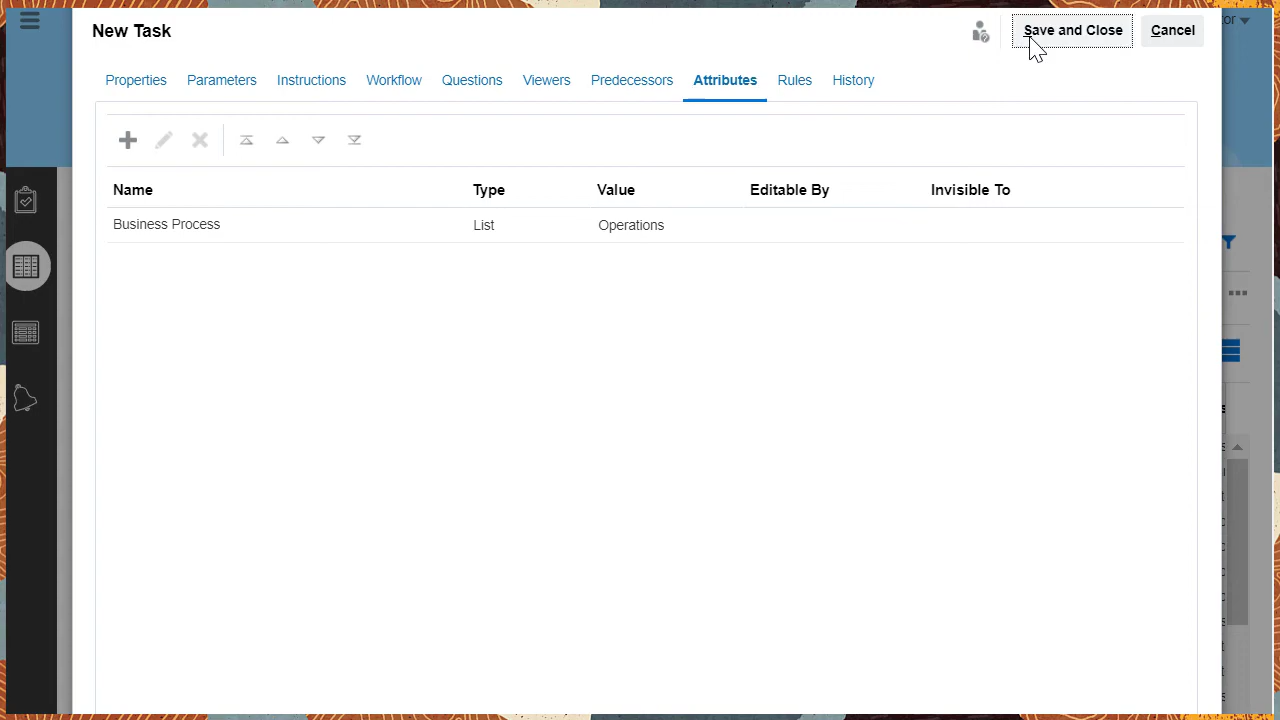 New Task
Save and Close
Cancel
tor
Properties
Parameters
Instructions
Workflow
Questions
Viewers
Predecessors
Attributes
Rules
History
Name
Type
Value
Editable By
Invisible To
Business Process
List
Operations